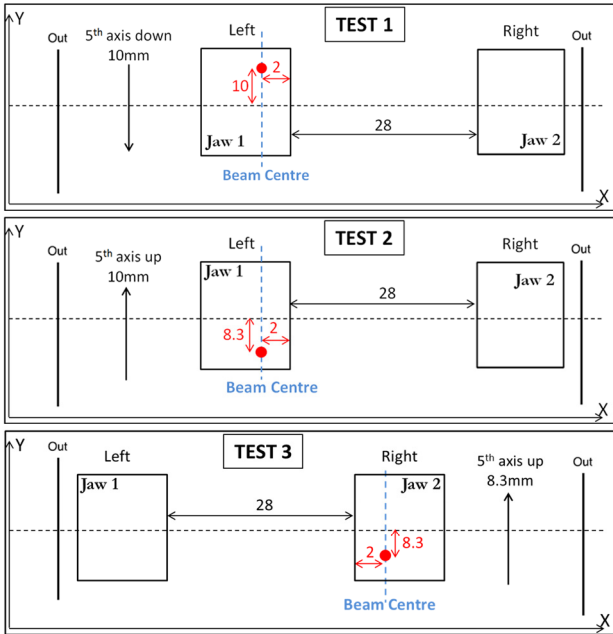 Y
Out
5th axis down
10mm
Left
TEST 1
Right
Out
2
10
28
Jaw 1
Jaw 2
Beam Centre
X
Y
Out
5th axis up
10mm
Left
TEST 2
Right
Out
Jaw 1
Jaw 2
28
8.3
2
Beam Centre
X
Y
Out
Left
TEST 3
Right
5th axis up
8.3mm
Out
Jaw 1
Jaw 2
28
8.3
2
Beam Centre
X